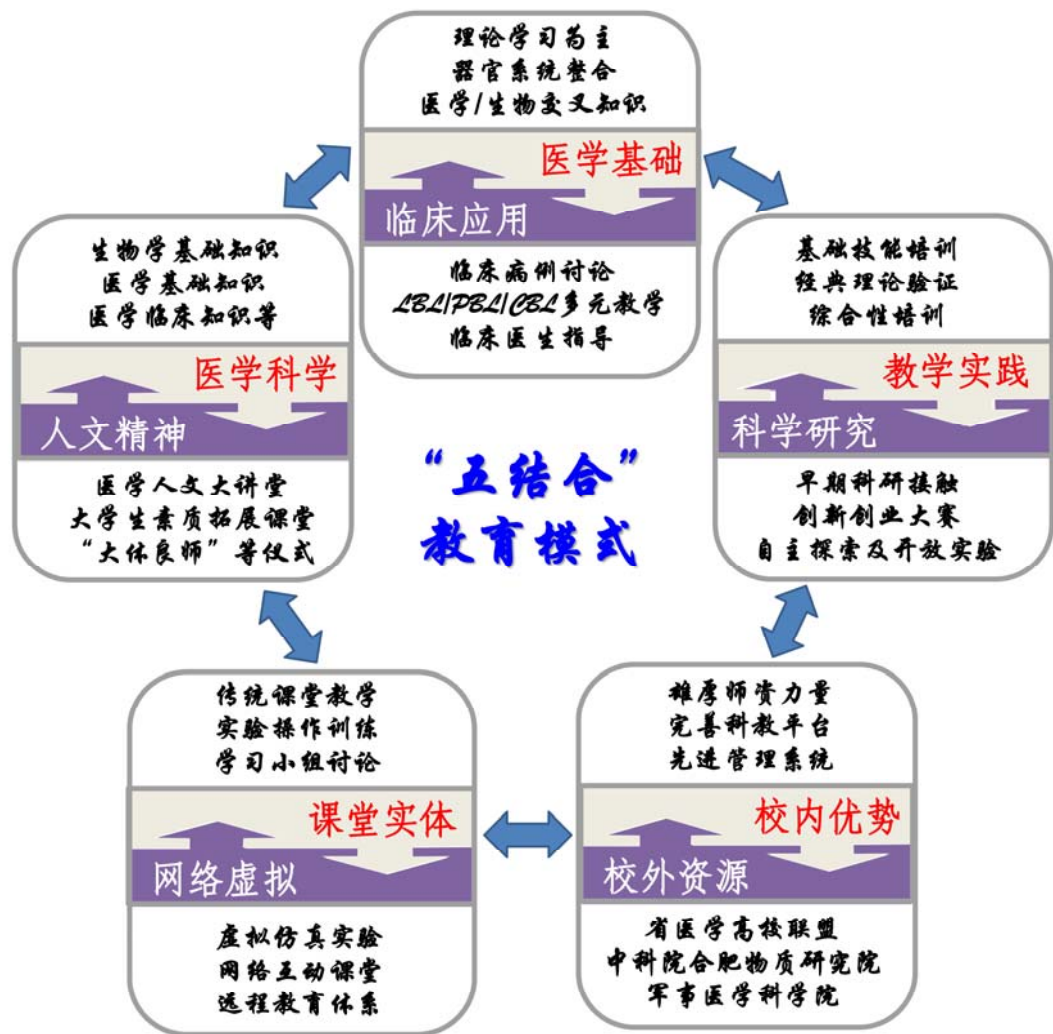 理论学习为主
器官系统整合
医学/生物交叉知识
医学基础
临床应用
临床病例讨论
LBL/PBL/CBL多元教学
临床医生指导
生物学基础知识
医学基础知识
医学临床知识等
医学科学
人文精神
医学人文大讲堂
大学生素质拓展课堂
“大体良师”等仪式
基础技能培训
经典理论验证
综合性培训
教学实践
科学研究
早期科研接触
创新创业大赛
自主探索及开放实验
“五结合”
教育模式
传统课堂教学
实验操作训练
学习小组讨论
课堂实体
网络虚拟
虚拟仿真实验
网络互动课堂
远程教育体系
雄厚师资力量
完善科教平台
先进管理系统
校内优势
校外资源
省医学高校联盟
中科院合肥物质研究院
军事医学科学院